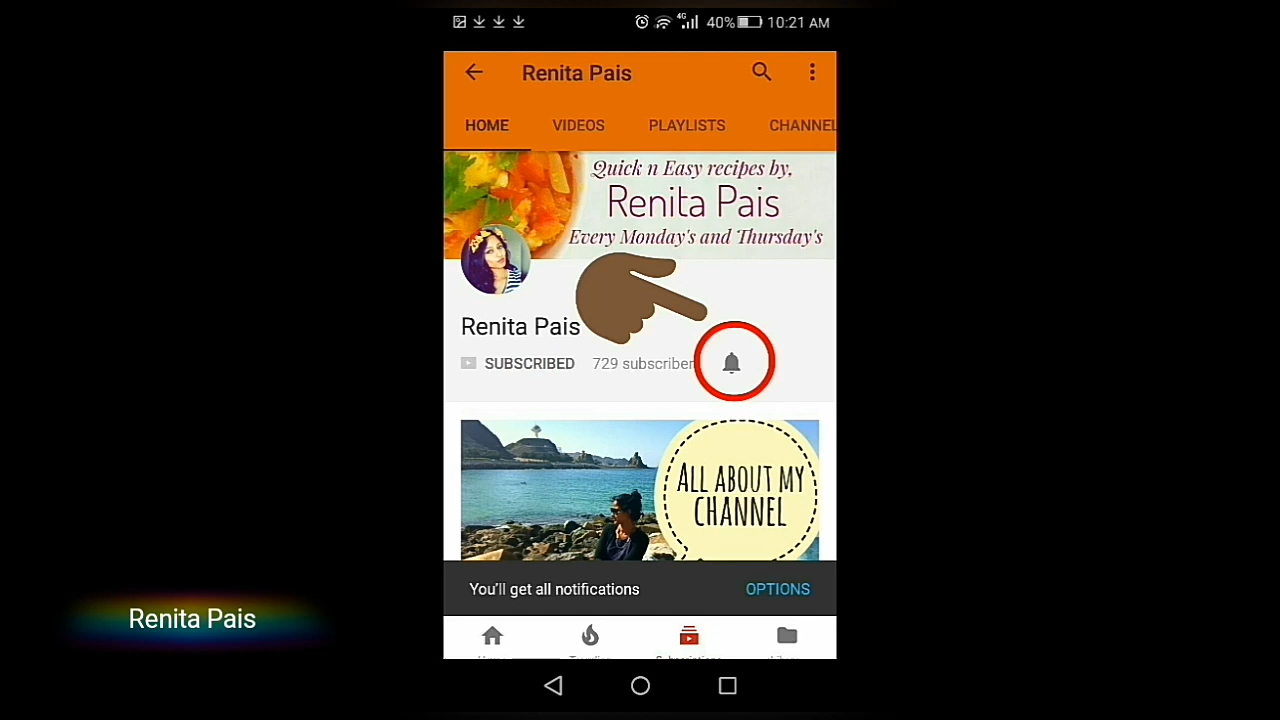 4G 40% 10:21 AM
Renita Pais
HOME VIDEOS PLAYLISTS CHANNEL
Quick n Easy recipes by,
Renita Pais
Every Monday's and Thursday's
Renita Pais
SUBSCRIBED 729 subscriber
ALL ABOUT MY
CHANNEL
You'll get all notifications OPTIONS
Renita Pais